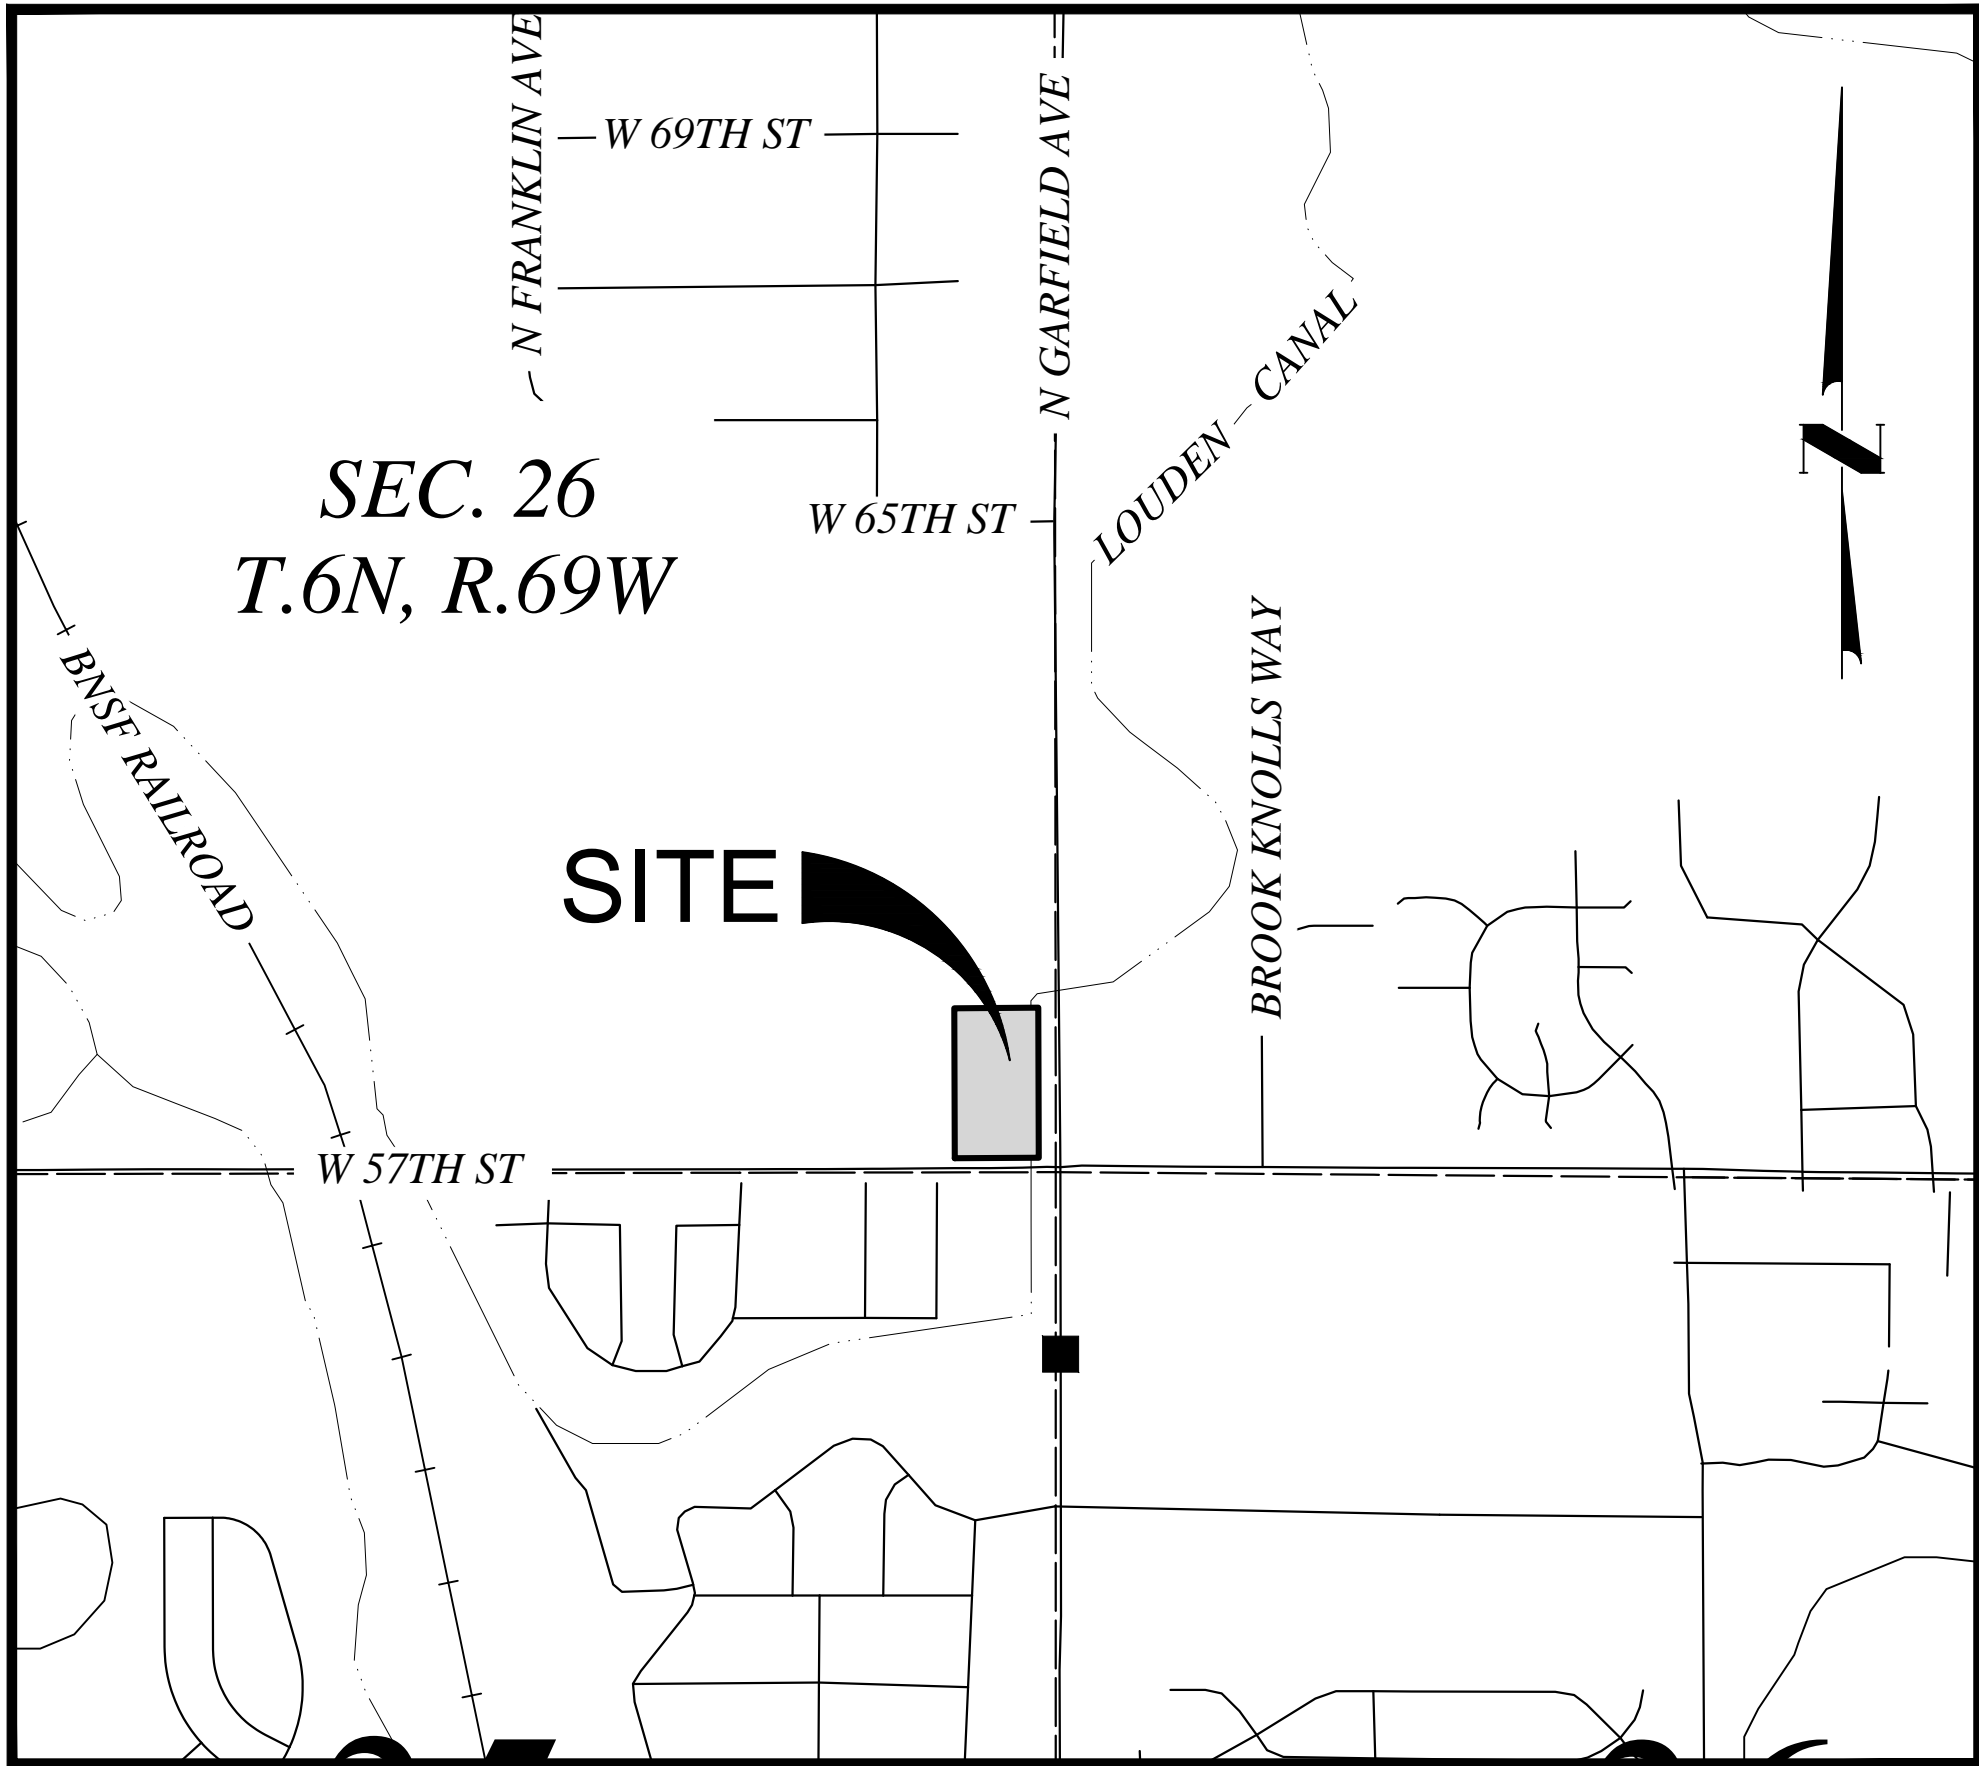 N FRANKLIN AVE
W 69TH ST
N GARFIELD AVE
LOUDEN CANAL
N
SEC. 26
T.6N, R.69W
W 65TH ST
BNSF RAILROAD
BROOK KNOLLS WAY
SITE
W 57TH ST